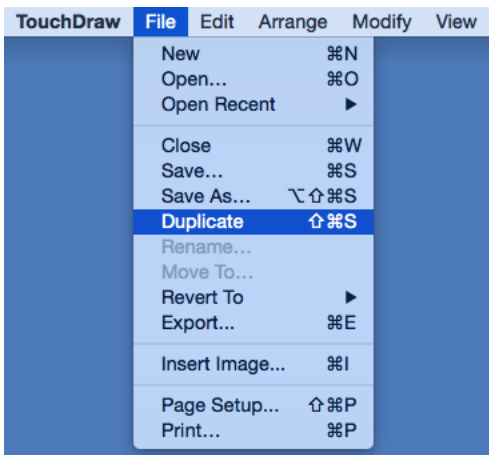 TouchDraw File Edit Arrange Modify View
New ⌘N
Open... ⌘O
Open Recent ▶
Close ⌘W
Save... ⌘S
Save As... ⌥⇧⌘S
Duplicate ⇧⌘S
Rename...
Move To...
Revert To ▶
Export... ⌘E
Insert Image... ⌘I
Page Setup... ⇧⌘P
Print... ⌘P